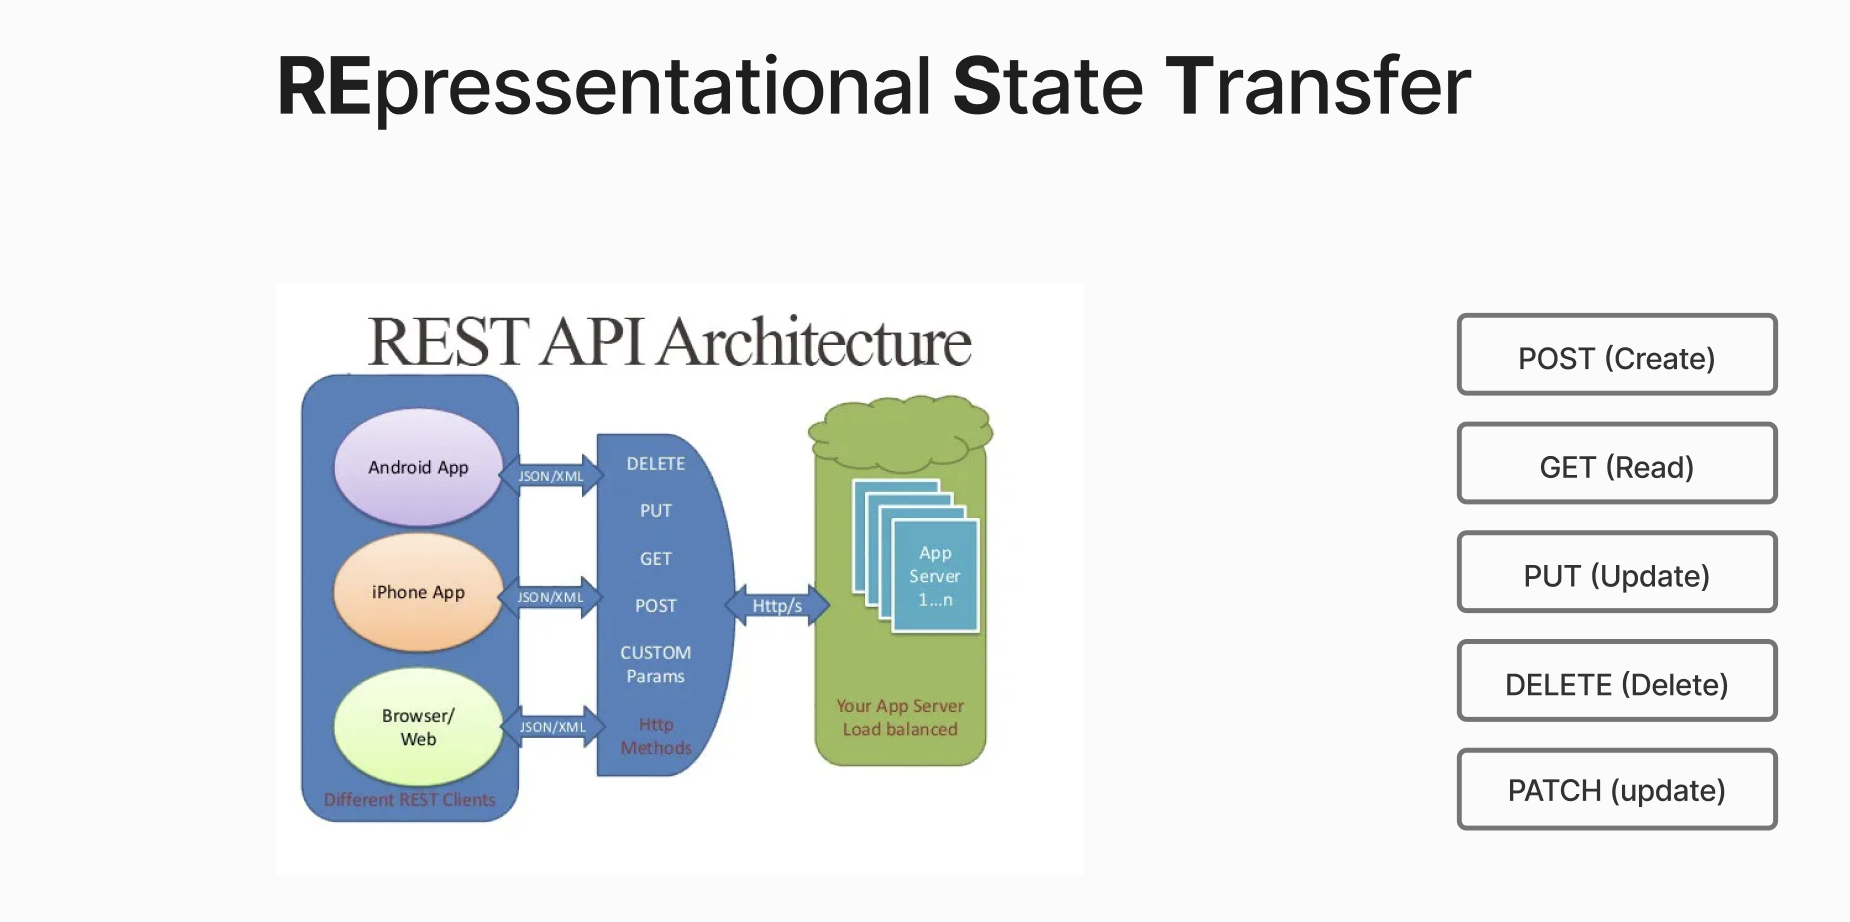 REpressentational State Transfer
REST API Architecture
Android App
iPhone App
Browser/
Web
Different REST Clients
JSON/XML
JSON/XML
JSON/XML
DELETE
PUT
GET
POST
CUSTOM
Params
Http
Methods
Http/s
App
Server
1...n
Your App Server
Load balanced
POST (Create)
GET (Read)
PUT (Update)
DELETE (Delete)
PATCH (update)